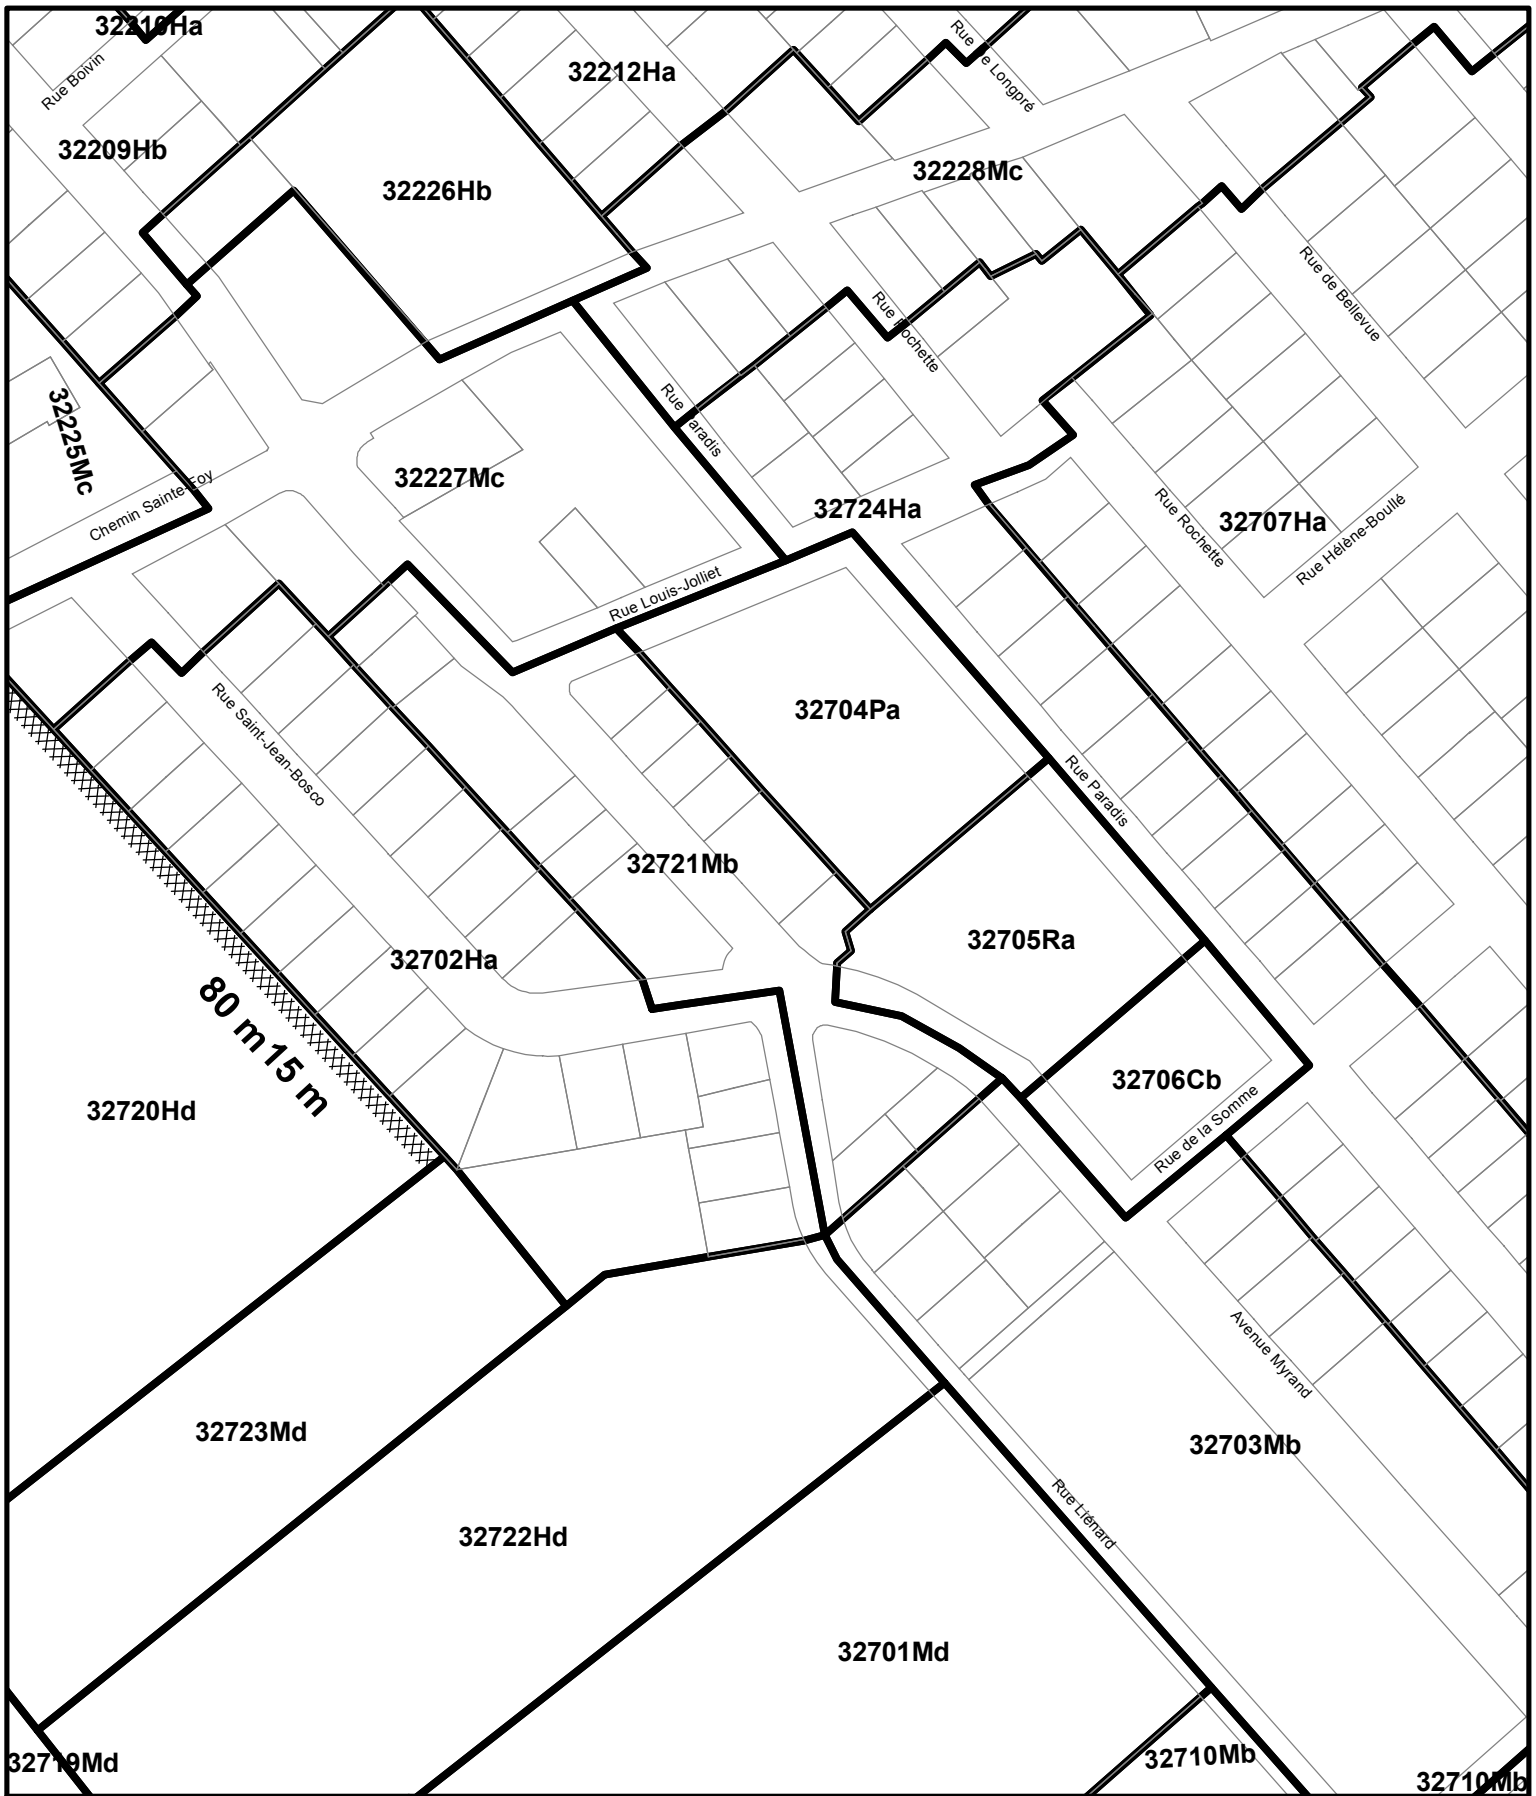 32210Ha
Rue Boivin
32212Ha
Rue de Longpré
32209Hb
32226Hb
32228Mc
Rue de Bellevue
Rue Rochette
Rue Paradis
32225Mc
32227Mc
Chemin Sainte-Foy
32724Ha
Rue Rochette
32707Ha
Rue Hélène-Boullé
Rue Louis-Jolliet
Rue Saint-Jean-Bosco
32704Pa
Rue Paradis
32721Mb
32702Ha
32705Ra
80 m 15 m
32720Hd
32706Cb
Rue de la Somme
Avenue Myrand
32723Md
32703Mb
32722Hd
Rue Liénard
32701Md
32719Md
32710Mb
32710Mb